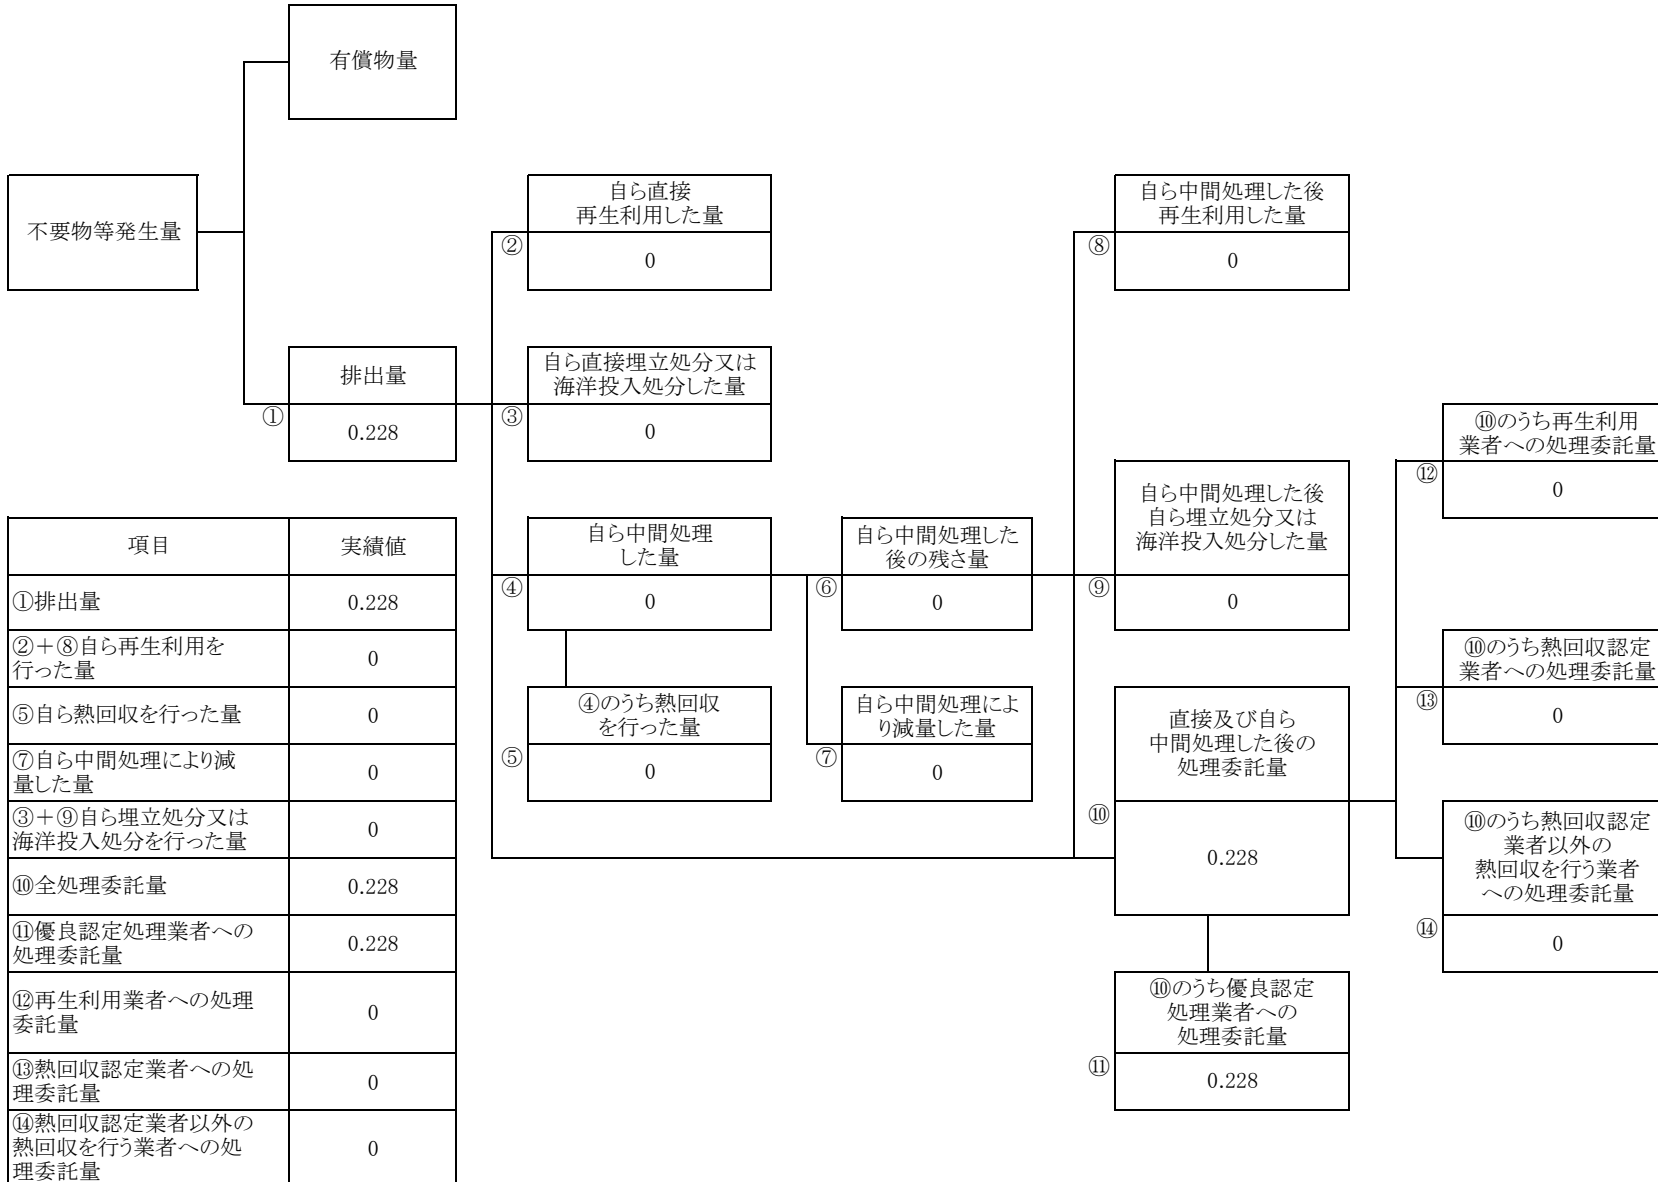 有償物量
不要物等発生量
自ら直接
再生利用した量
②
0
自ら中間処理した後
再生利用した量
⑧
0
排出量
①
0.228
自ら直接埋立処分又は
海洋投入処分した量
③
0
⑩のうち再生利用
業者への処理委託量
⑫
0
自ら中間処理
した量
④
0
自ら中間処理した
後の残さ量
⑥
0
自ら中間処理した後
自ら埋立処分又は
海洋投入処分した量
⑨
0
⑩のうち熱回収認定
業者への処理委託量
⑬
0
④のうち熱回収
を行った量
⑤
0
自ら中間処理によ
り減量した量
⑦
0
直接及び自ら
中間処理した後の
処理委託量
⑩
0.228
⑩のうち熱回収認定
業者以外の
熱回収を行う業者
への処理委託量
⑭
0
⑩のうち優良認定
処理業者への
処理委託量
⑪
0.228
項目 実績値
①排出量 0.228
②+⑧自ら再生利用を
行った量 0
⑤自ら熱回収を行った量 0
⑦自ら中間処理により減
量した量 0
③+⑨自ら埋立処分又は
海洋投入処分を行った量 0
⑩全処理委託量 0.228
⑪優良認定処理業者への
処理委託量 0.228
⑫再生利用業者への処理
委託量 0
⑬熱回収認定業者への処
理委託量 0
⑭熱回収認定業者以外の
熱回収を行う業者への処
理委託量 0